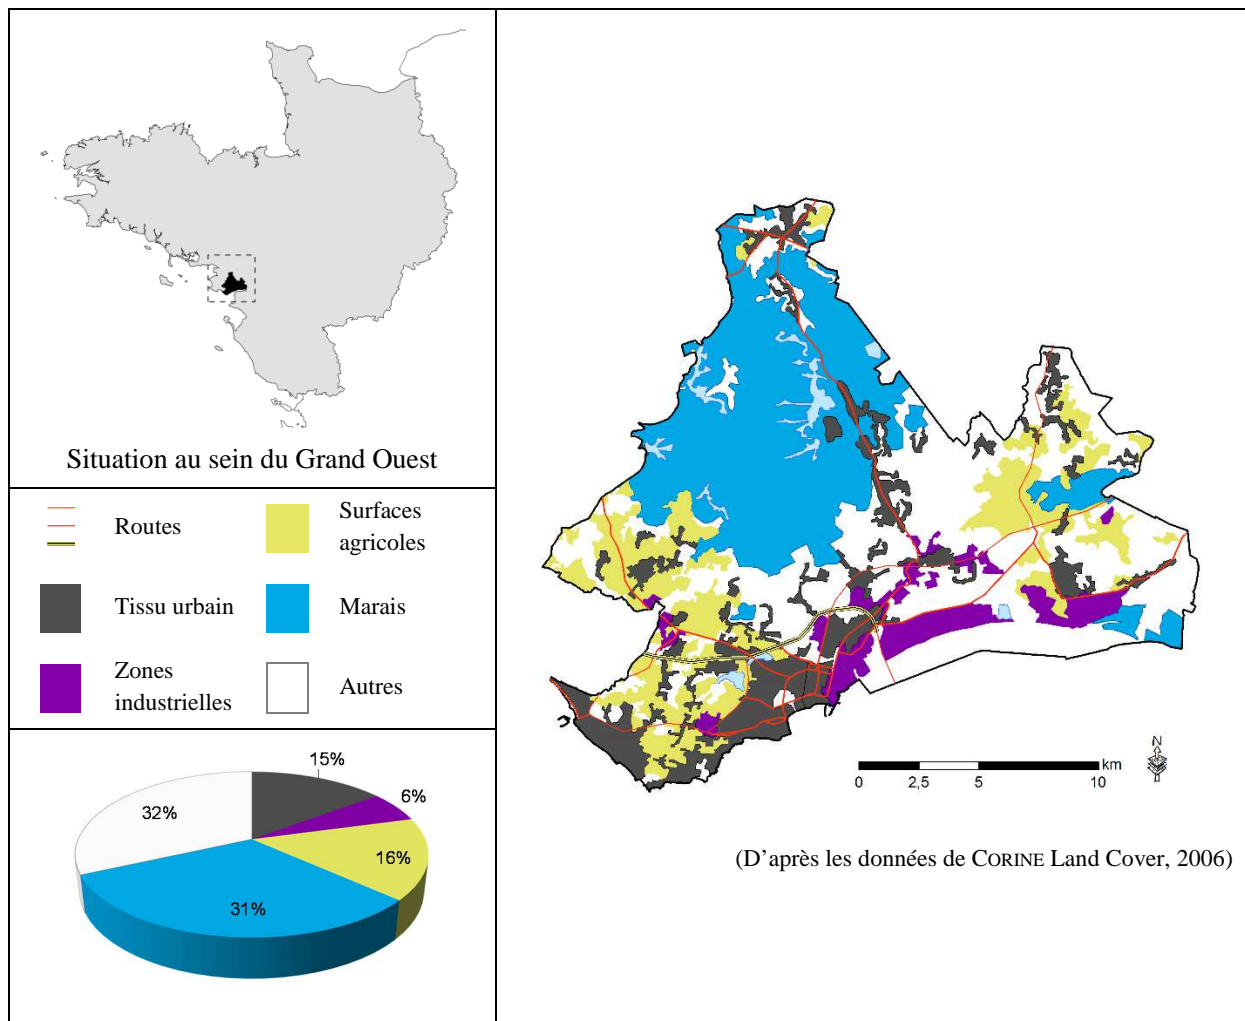 Situation au sein du Grand Ouest
Routes
Surfaces
agricoles
Tissu urbain
Marais
Zones
industrielles
Autres
15%
6%
16%
31%
32%
N
km
0
2,5
5
10
(D'après les données de CORINE Land Cover, 2006)